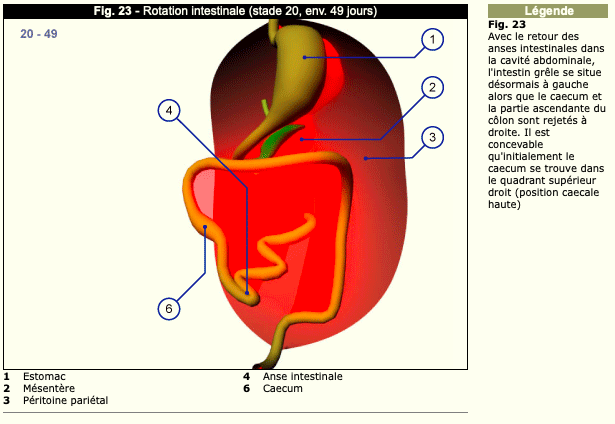 Fig. 23 - Rotation intestinale (stade 20, env. 49 jours)
20 - 49
1
2
3
4
6
1 Estomac
2 Mésentère
3 Péritoine pariétal
4 Anse intestinale
6 Caecum
Légende
Fig. 23
Avec le retour des
anses intestinales dans
la cavité abdominale,
l'intestin grêle se situe
désormais à gauche
alors que le caecum et
la partie ascendante du
côlon sont rejetés à
droite. Il est
concevable
qu'initialement le
caecum se trouve dans
le quadrant supérieur
droit (position caecale
haute)